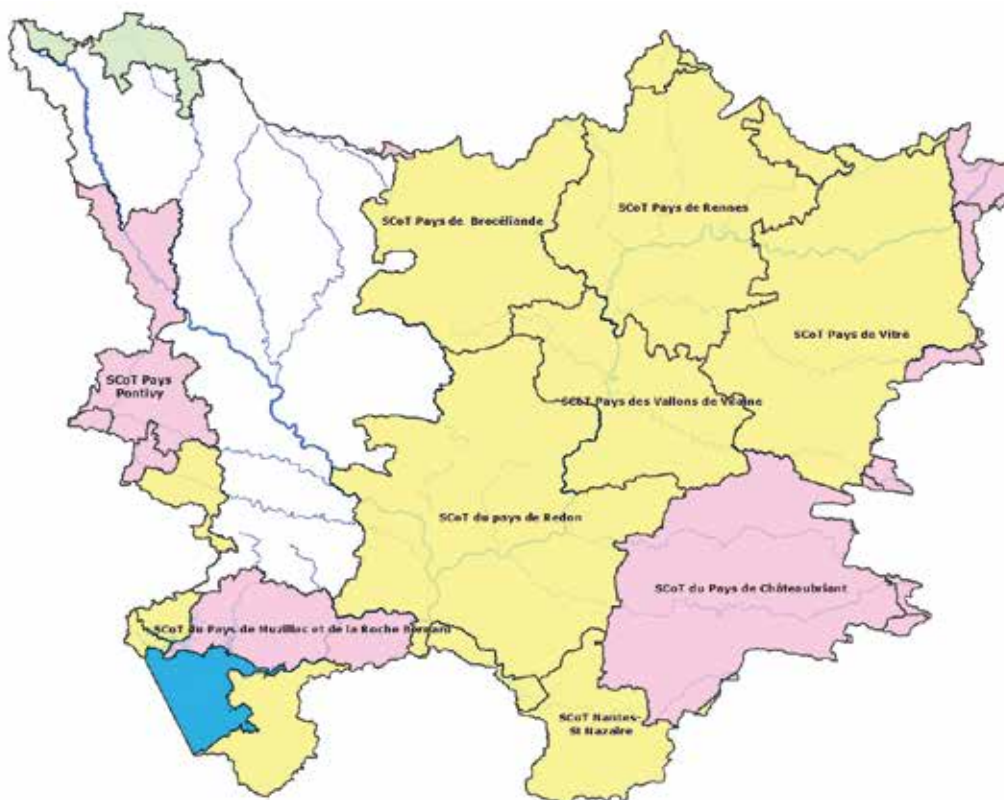 SCoT Pays de Brocéliande
SCoT Pays de Rennes
SCoT Pays de Vitré
SCoT Pays
Pontivy
SCoT Pays des Vallons de Vilaine
SCoT du pays de Redon
SCoT du Pays de Châteaubriant
SCoT du Pays de Muzillac et de la Roche Bernard
SCoT Nantes-
St Nazaire